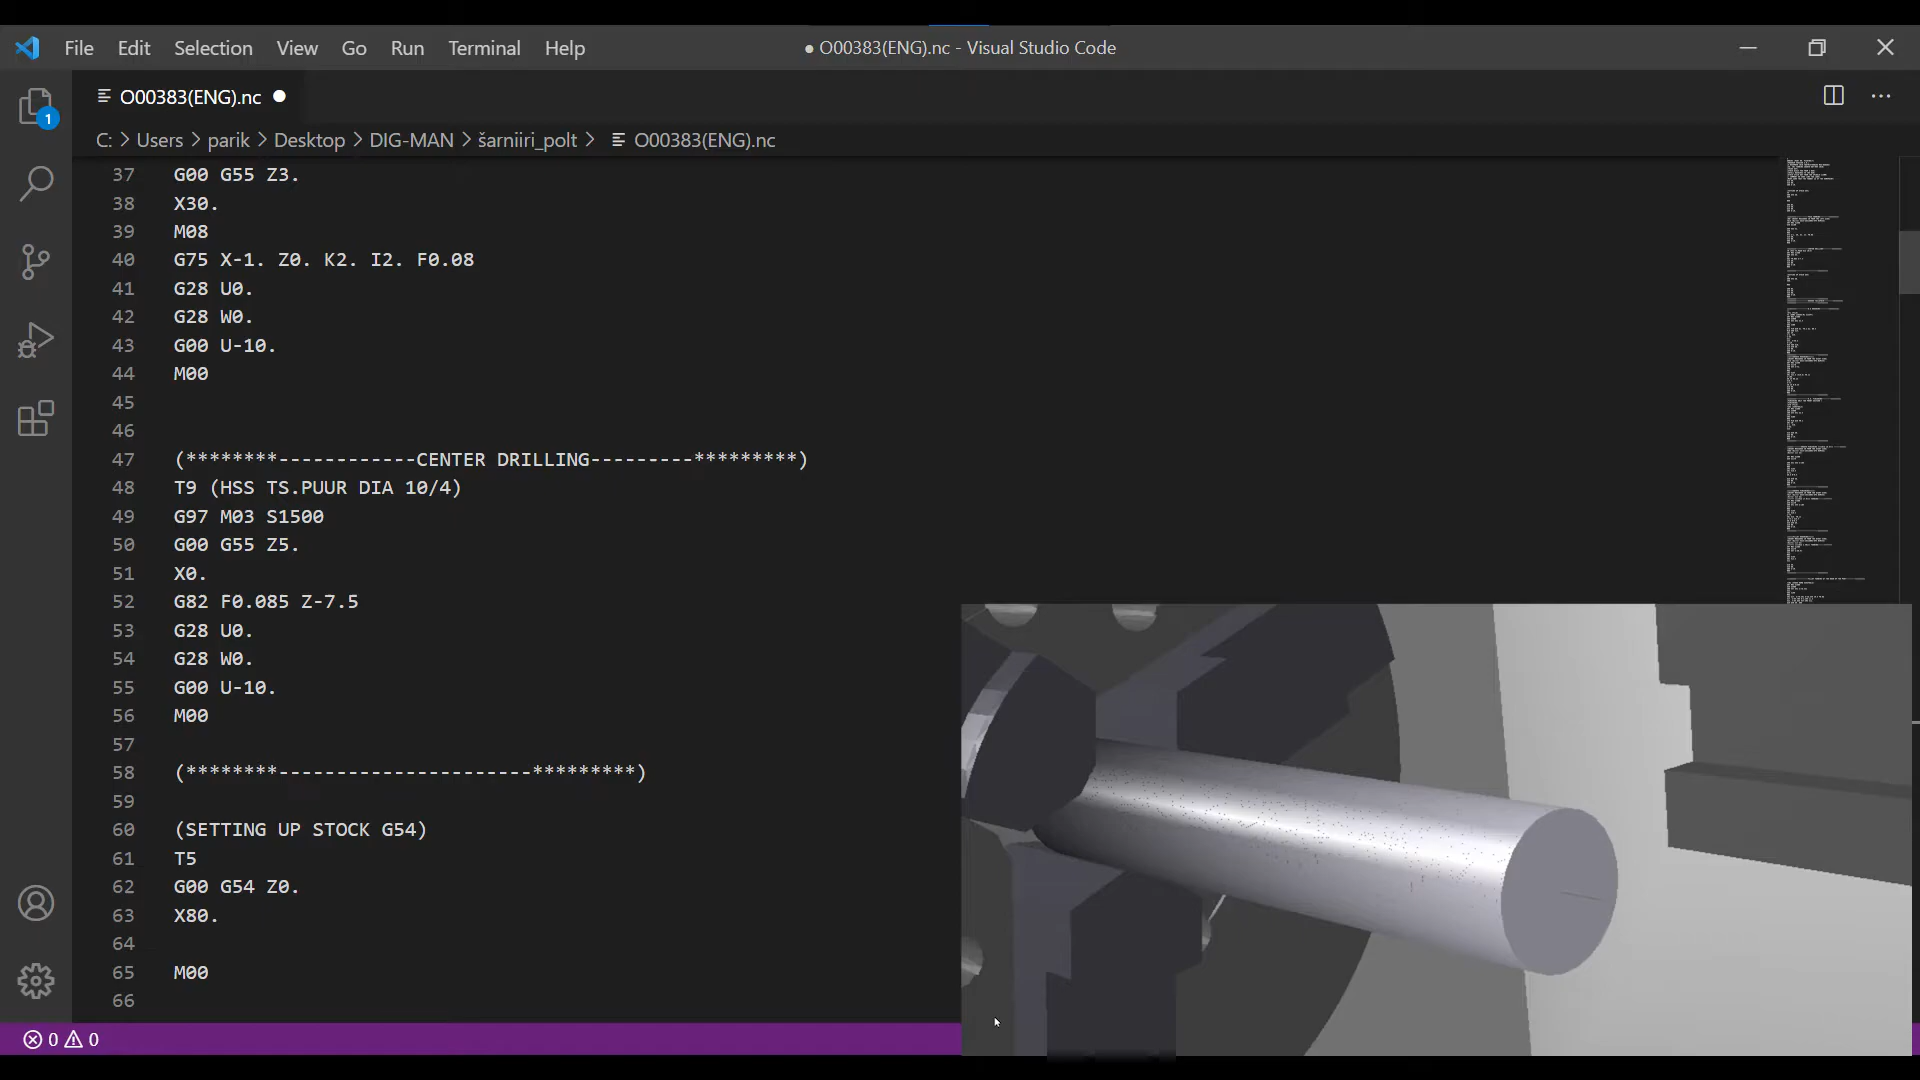 File Edit Selection View Go Run Terminal Help ● O00383(ENG).nc - Visual Studio Code
O00383(ENG).nc ●
C: > Users > parik > Desktop > DIG-MAN > šarniiri_polt > O00383(ENG).nc
1
37 G00 G55 Z3.
38 X30.
39 M08
40 G75 X-1. Z0. K2. I2. F0.08
41 G28 U0.
42 G28 W0.
43 G00 U-10.
44 M00
45
46
47 (********------------CENTER DRILLING---------*********)
48 T9 (HSS TS.PUUR DIA 10/4)
49 G97 M03 S1500
50 G00 G55 Z5.
51 X0.
52 G82 F0.085 Z-7.5
53 G28 U0.
54 G28 W0.
55 G00 U-10.
56 M00
57
58 (********----------------------*********)
59
60 (SETTING UP STOCK G54)
61 T5
62 G00 G54 Z0.
63 X80.
64
65 M00
66
0 0